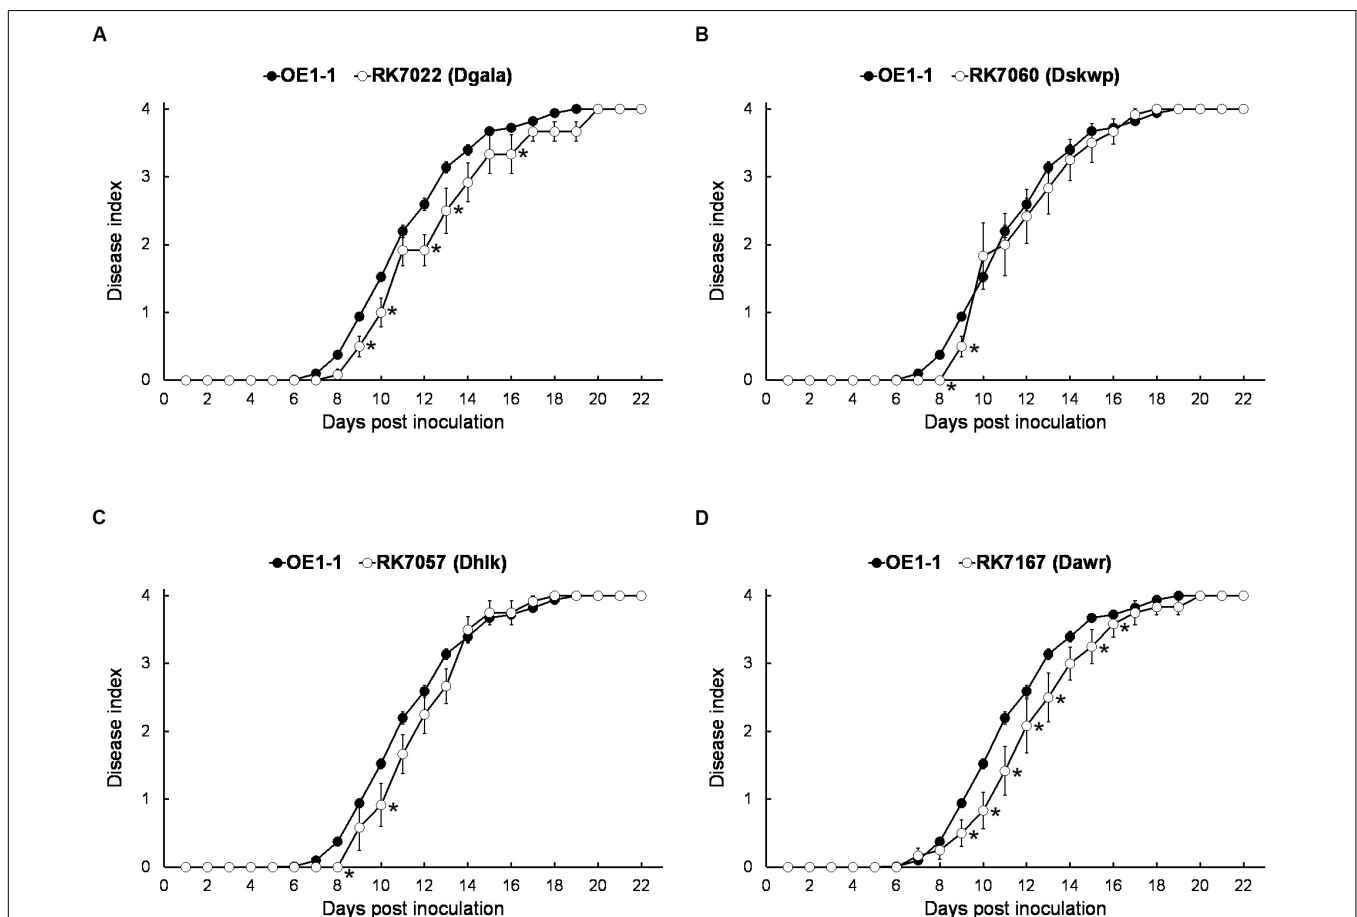 A
OE1-1 RK7022 (Dgala)
4
3
2
1
0
Disease index
* * * * * *
0 2 4 6 8 10 12 14 16 18 20 22
Days post inoculation
B
OE1-1 RK7060 (Dskwp)
4
3
2
1
0
Disease index
* *
0 2 4 6 8 10 12 14 16 18 20 22
Days post inoculation
C
OE1-1 RK7057 (Dhlk)
4
3
2
1
0
Disease index
* *
0 2 4 6 8 10 12 14 16 18 20 22
Days post inoculation
D
OE1-1 RK7167 (Dawr)
4
3
2
1
0
Disease index
* * * * * * *
0 2 4 6 8 10 12 14 16 18 20 22
Days post inoculation